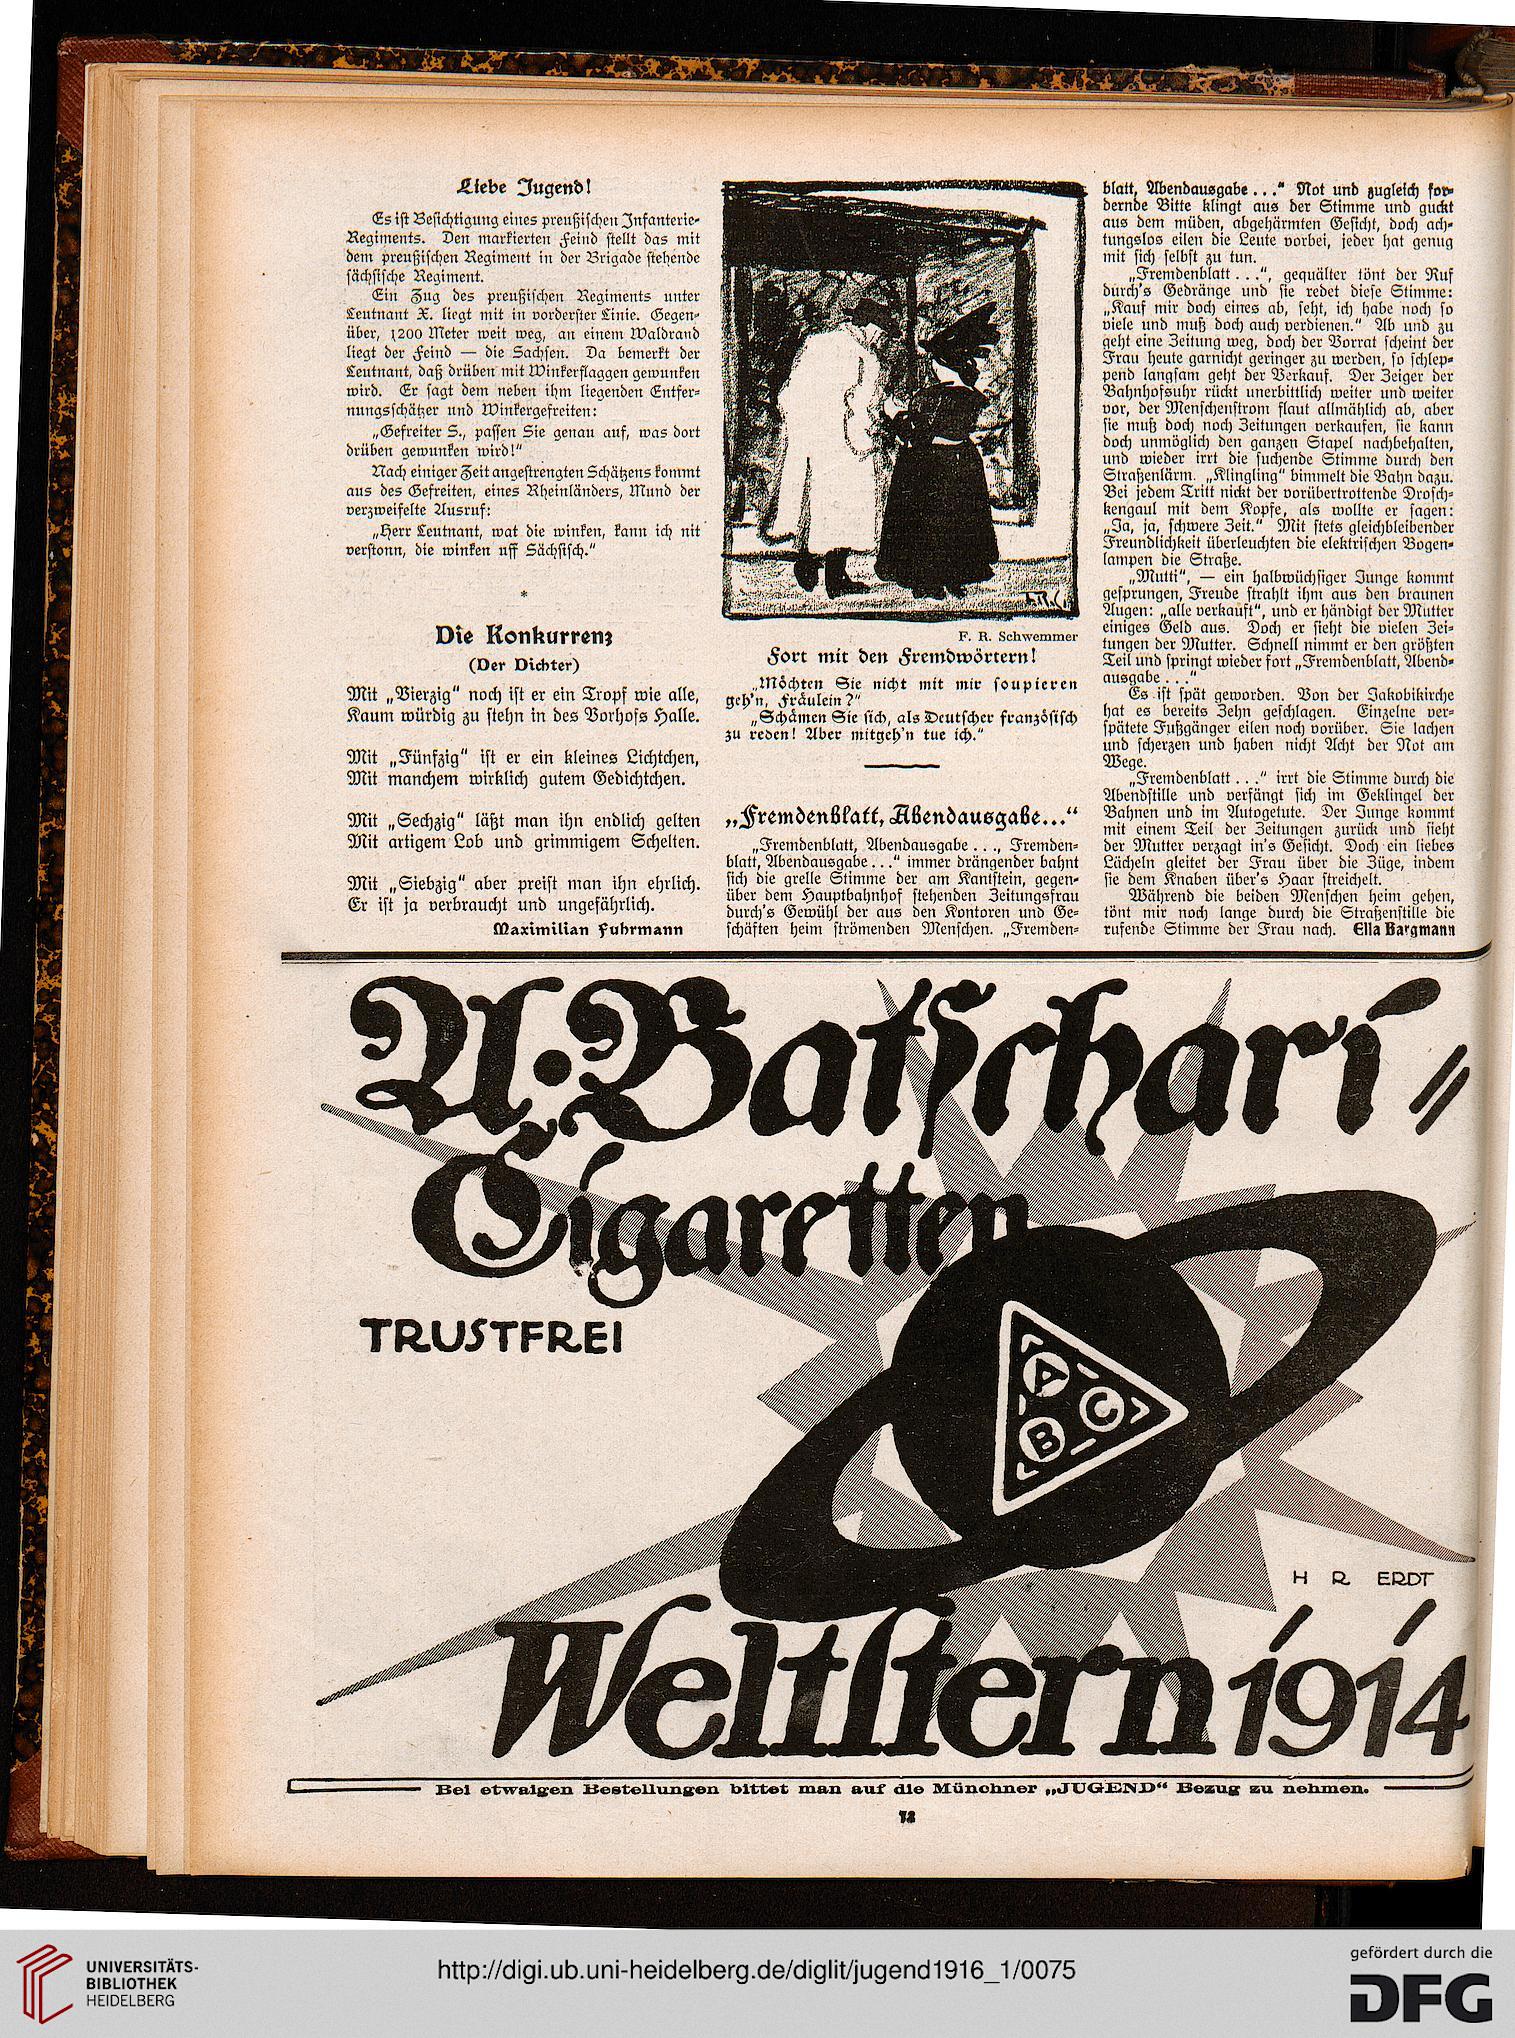 Liebe Jugend!
Es ist Besichtigung eines preußischen Infanterie-
Regiments. Den markierten Feind stellt das mit
dem preußischen Regiment in der Brigade stehende
sächsische Regiment.
Ein Zug des preußischen Regiments unter
Leutnant X. liegt mit in vorderster Linie. Gegen-
über, 1200 Meter weit weg, an einem Waldrand
liegt der Feind — die Sachsen. Da bemerkt der
Leutnant, daß drüben mit Winkerflaggen gewunken
wird. Er sagt dem neben ihm liegenden Entfer-
nungsschätzer und Winkergefreiten:
„Gefreiter S., passen Sie genau auf, was dort
drüben gewunken wird!“
Nach einiger Zeit angestrengten Schätzens kommt
aus des Gefreiten, eines Rheinländers, Mund der
verzweifelte Ausruf:
„Herr Leutnant, wat die winken, kann ich nit
verstonn, die winken uff Sächsisch.“
*
Die Konkurrenz
(Der Dichter)
Mit „Vierzig“ noch ist er ein Tropf wie alle,
Kaum würdig zu stehn in des Vorhofs Halle.
Mit „Fünfzig“ ist er ein kleines Lichtchen,
Mit manchem wirklich gutem Gedichtchen.
Mit „Sechzig“ läßt man ihn endlich gelten
Mit artigem Lob und grimmigem Schelten.
Mit „Siebzig“ aber preist man ihn ehrlich.
Er ist ja verbraucht und ungefährlich.
Maximilian Fuhrmann
F. R. Schwemmer
Fort mit den Fremdwörtern!
„Möchten Sie nicht mit mir soupieren
geh'n, Fräulein?“
„Schämen Sie sich, als Deutscher französisch
zu reden! Aber mitgeh'n tue ich.“
„Fremdenblatt, Abendausgabe...“
„Fremdenblatt, Abendausgabe..., Fremden-
blatt, Abendausgabe...“ immer drängender bahnt
sich die grelle Stimme der am Kantstein, gegen-
über dem Hauptbahnhof stehenden Zeitungsfrau
durch's Gewühl der aus den Kontoren und Ge-
schäften heim strömenden Menschen. „Fremden-
blatt, Abendausgabe...“ Not und zugleich for-
dernde Bitte klingt aus der Stimme und guckt
aus dem müden, abgehärmten Gesicht, doch ach-
tungslos eilen die Leute vorbei, jeder hat genug
mit sich selbst zu tun.
„Fremdenblatt...“, gequälter tönt der Ruf
durch's Gedränge und sie redet diese Stimme:
„Kauf mir doch eines ab, seht, ich habe noch so
viele und muß doch auch verdienen.“ Ab und zu
geht eine Zeitung weg, doch der Vorrat scheint der
Frau heute garnicht geringer zu werden, so schlep-
pend langsam geht der Verkauf. Der Zeiger der
Bahnhofsuhr rückt unerbittlich weiter und weiter
vor, der Menschenstrom flaut allmählich ab, aber
sie muß doch noch Zeitungen verkaufen, sie kann
doch unmöglich den ganzen Stapel nachbehalten,
und wieder irrt die suchende Stimme durch den
Straßenlärm. „Klingling“ bimmelt die Bahn dazu.
Bei jedem Tritt nickt der vorübertrottende Drosch-
kengaul mit dem Kopfe, als wollte er sagen:
„Ja, ja, schwere Zeit.“ Mit stets gleichbleibender
Freundlichkeit überleuchten die elektrischen Bogen-
lampen die Straße.
„Mutti“, — ein halbwüchsiger Junge kommt
gesprungen, Freude strahlt ihm aus den braunen
Augen: „alle verkauft“, und er händigt der Mutter
einiges Geld aus. Doch er sieht die vielen Zei-
tungen der Mutter. Schnell nimmt er den größten
Teil und springt wieder fort „Fremdenblatt, Abend-
ausgabe...“
Es ist spät geworden. Von der Jakobikirche
hat es bereits Zehn geschlagen. Einzelne ver-
spätete Fußgänger eilen noch vorüber. Sie lachen
und scherzen und haben nicht Acht der Not am
Wege.
„Fremdenblatt...“ irrt die Stimme durch die
Abendstille und verfängt sich im Geklingel der
Bahnen und im Autogetute. Der Junge kommt
mit einem Teil der Zeitungen zurück und sieht
der Mutter verzagt in's Gesicht. Doch ein liebes
Lächeln gleitet der Frau über die Züge, indem
sie dem Knaben über's Haar streichelt.
Während die beiden Menschen heim gehen,
tönt mir noch lange durch die Straßenstille die
rufende Stimme der Frau nach. Ella Bargmann
A. Batschari-
Cigaretten
TRUSTFREI
A B C
H R ERDT
Weltstern 1914
Bei etwaigen Bestellungen bittet man auf die Münchner „JUGEND“ Bezug zu nehmen.
72
UNIVERSITÄTS-
BIBLIOTHEK
HEIDELBERG
http://digi.ub.uni-heidelberg.de/diglit/jugend1916_1/0075
gefördert durch die
DFG